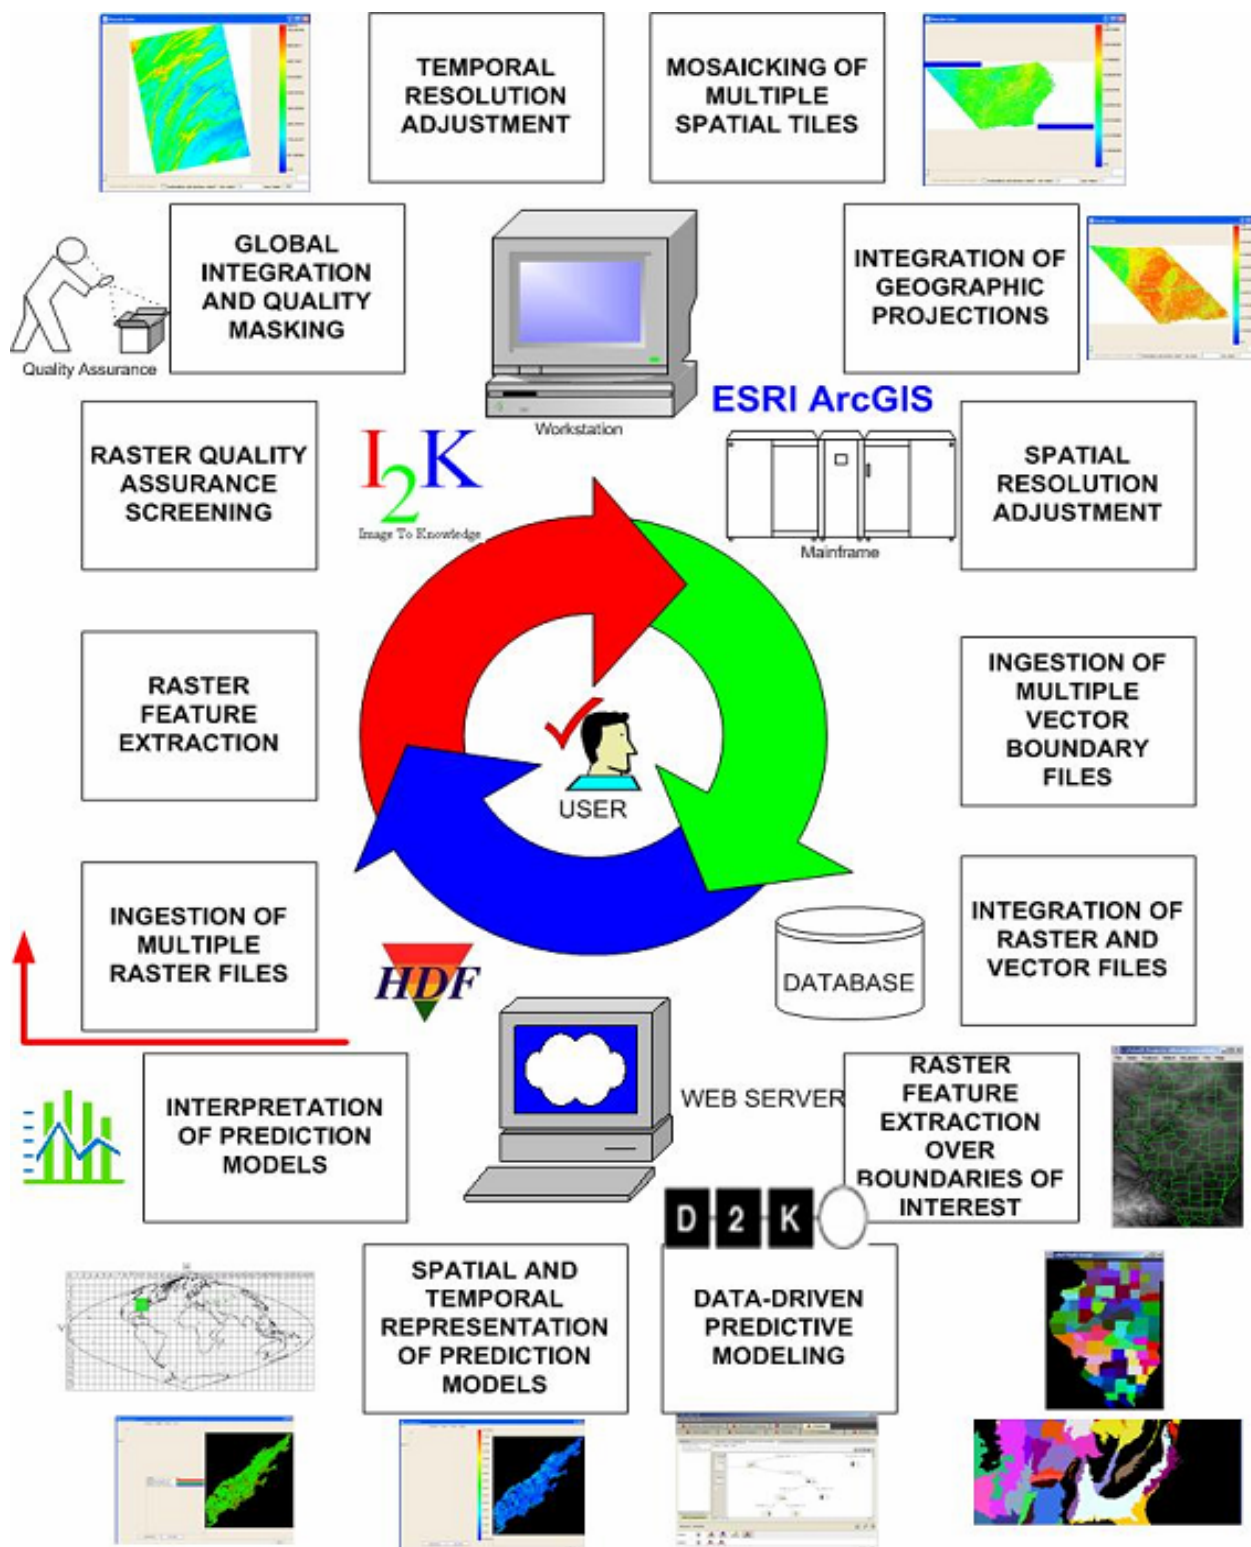 TEMPORAL
RESOLUTION
ADJUSTMENT
MOSAICKING OF
MULTIPLE
SPATIAL TILES
GLOBAL
INTEGRATION
AND QUALITY
MASKING
INTEGRATION OF
GEOGRAPHIC
PROJECTIONS
Quality Assurance
Workstation
ESRI ArcGIS
RASTER QUALITY
ASSURANCE
SCREENING
I2K
Image To Knowledge
Mainframe
SPATIAL
RESOLUTION
ADJUSTMENT
RASTER
FEATURE
EXTRACTION
USER
INGESTION OF
MULTIPLE
VECTOR
BOUNDARY
FILES
INGESTION OF
MULTIPLE
RASTER FILES
HDF
DATABASE
INTEGRATION OF
RASTER AND
VECTOR FILES
INTERPRETATION
OF PREDICTION
MODELS
WEB SERVER
RASTER
FEATURE
EXTRACTION
OVER
BOUNDARIES OF
INTEREST
D 2 K
SPATIAL AND
TEMPORAL
REPRESENTATION
OF PREDICTION
MODELS
DATA-DRIVEN
PREDICTIVE
MODELING